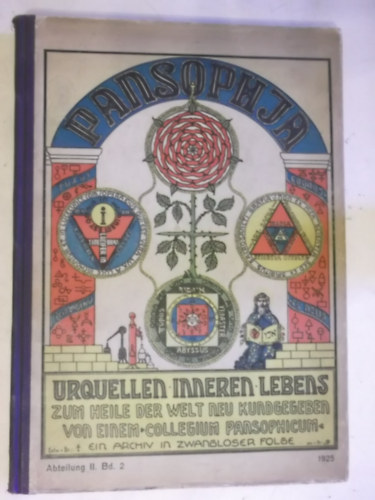 PANSOPHIA
ABYSSUS
URQUELLEN INNEREN LEBENS
ZUM HEILE DER WELT NEU KUNDGEGEBEN
VON EINEM · COLLEGIUM PANSOPHICUM ·
EIN ARCHIV IN ZWANGLOSER FOLGE
Abteilung II. Bd. 2
1925